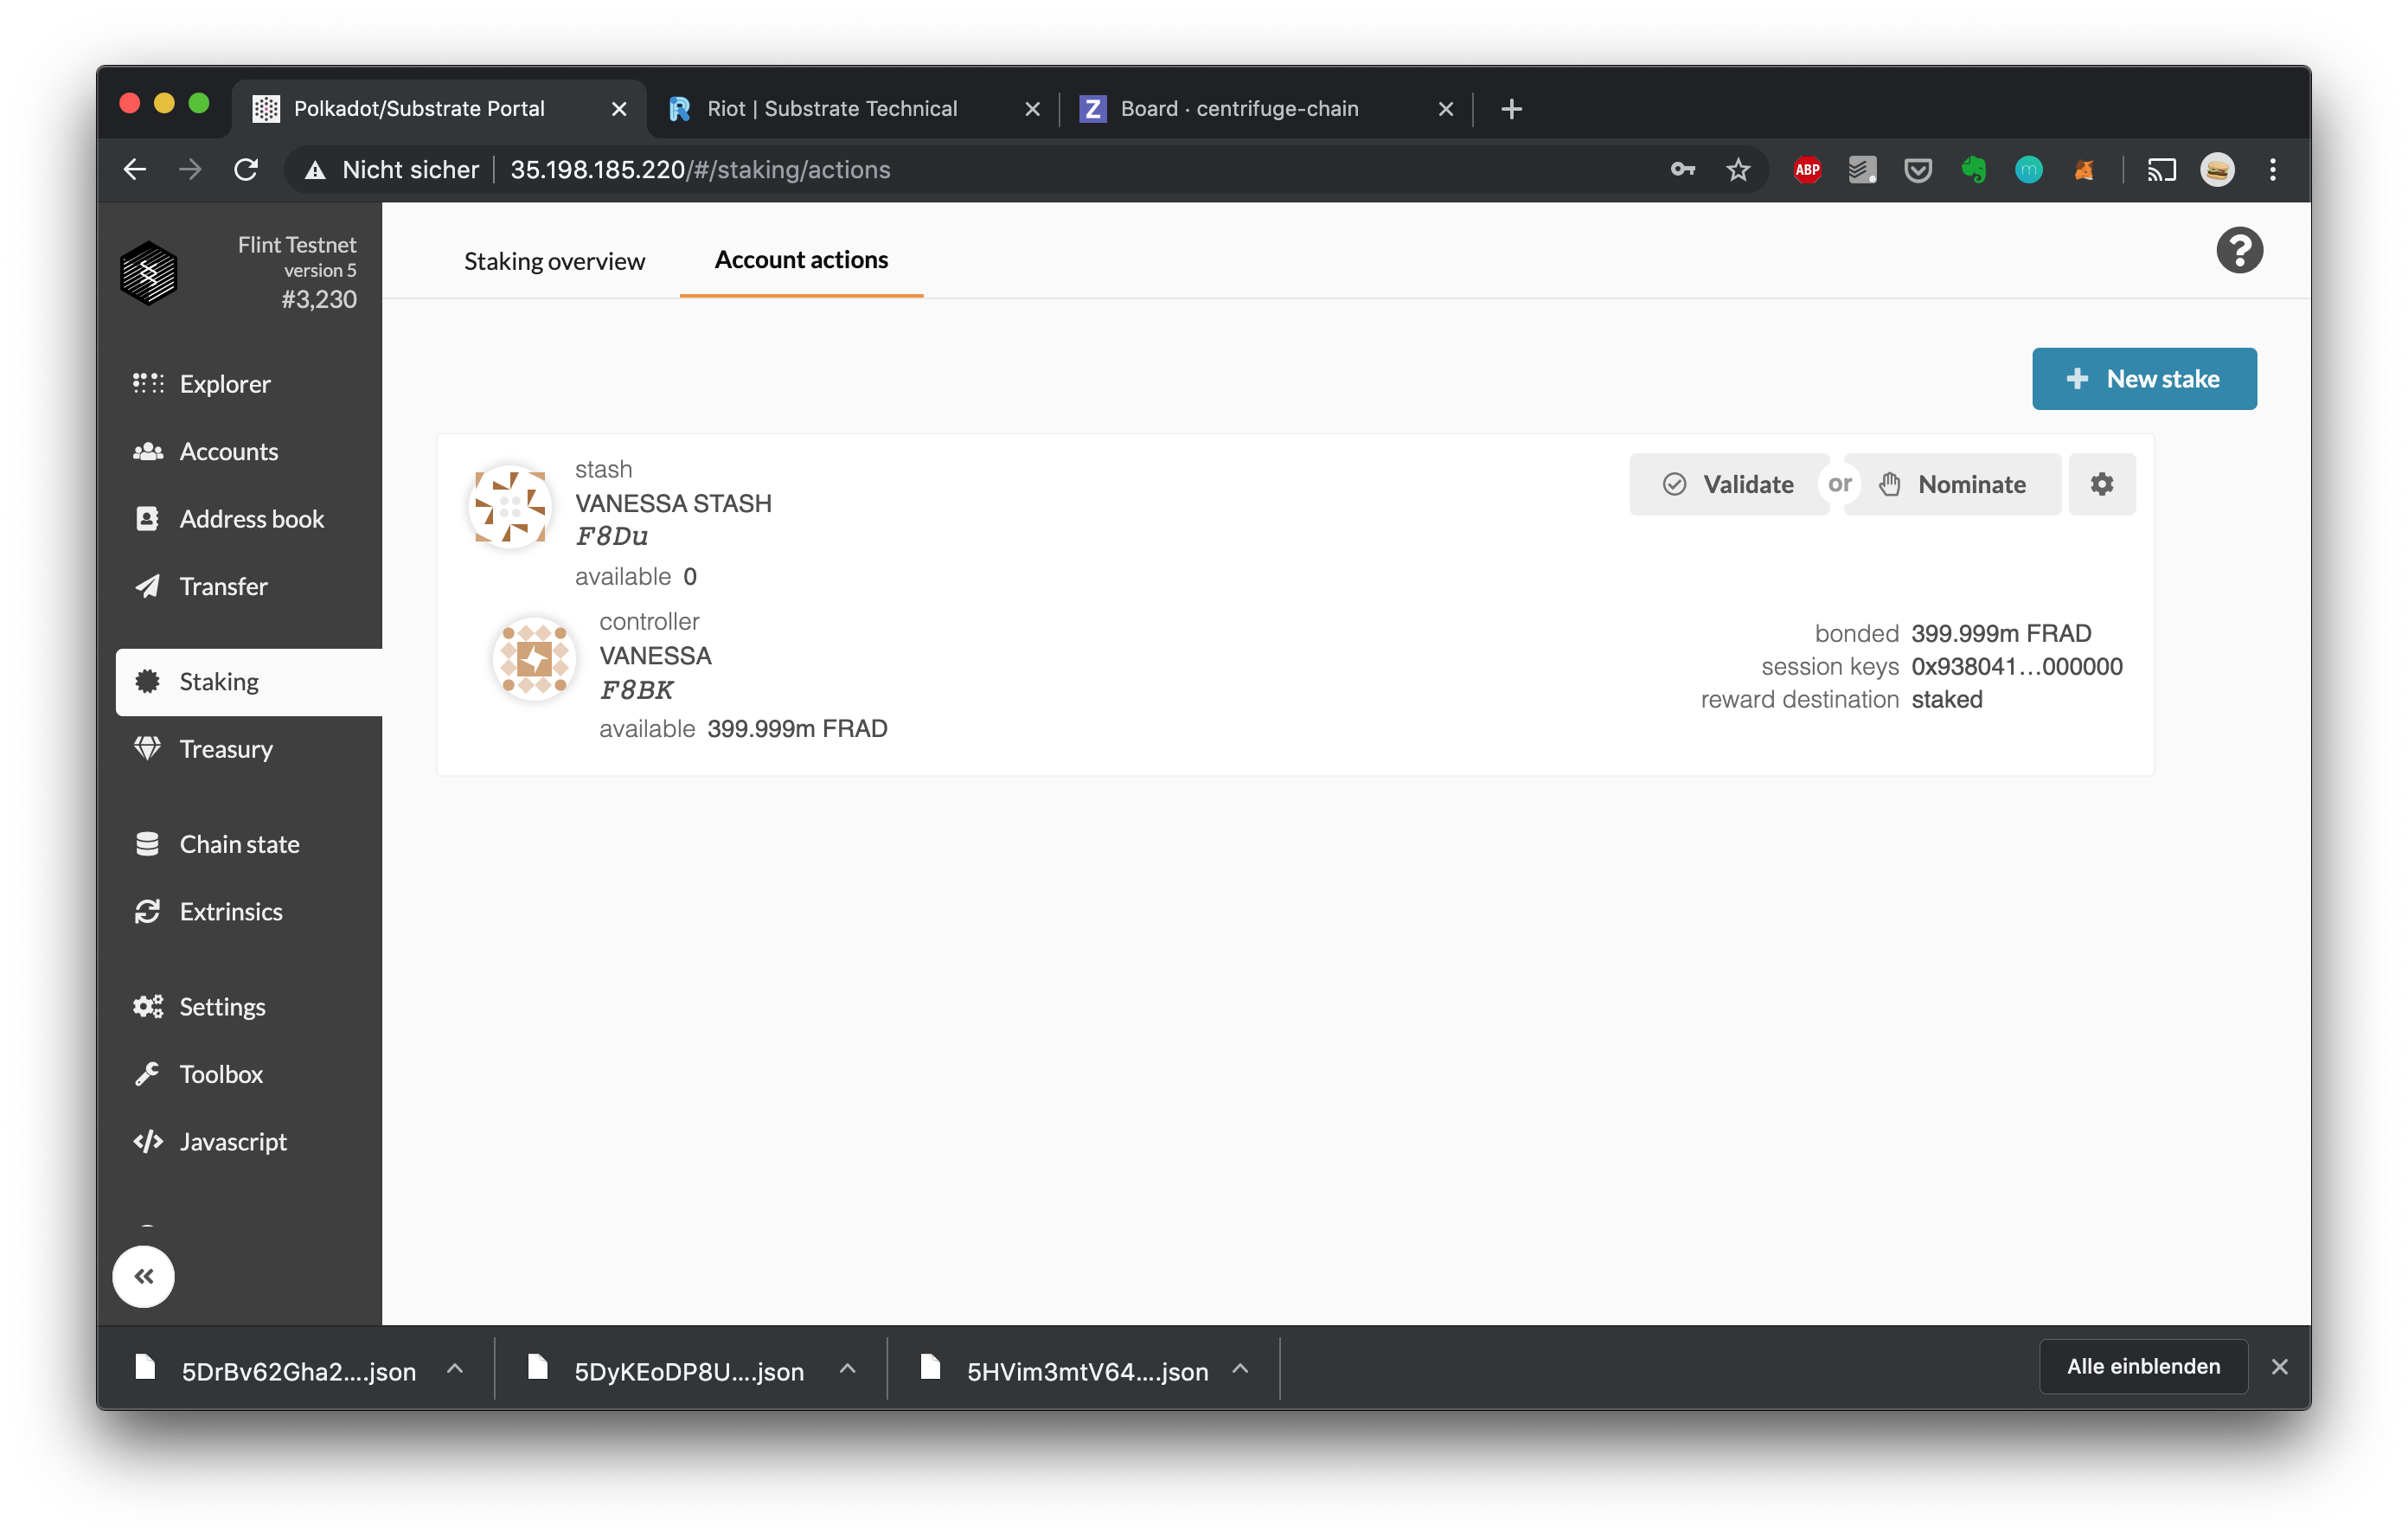 Polkadot/Substrate Portal
Riot | Substrate Technical
Z Board · centrifuge-chain
Nicht sicher 35.198.185.220/#/staking/actions
ABP
m
Flint Testnet
version 5
#3,230
Explorer
Accounts
Address book
Transfer
Staking
Treasury
Chain state
Extrinsics
Settings
Toolbox
Javascript
Staking overview Account actions
?
New stake
stash
VANESSA STASH
F8Du
available 0
Validate or Nominate
controller
VANESSA
F8BK
available 399.999m FRAD
bonded 399.999m FRAD
session keys 0x938041...000000
reward destination staked
5DrBv62Gha2....json
5DyKEoDP8U....json
5HVim3mtV64....json
Alle einblenden